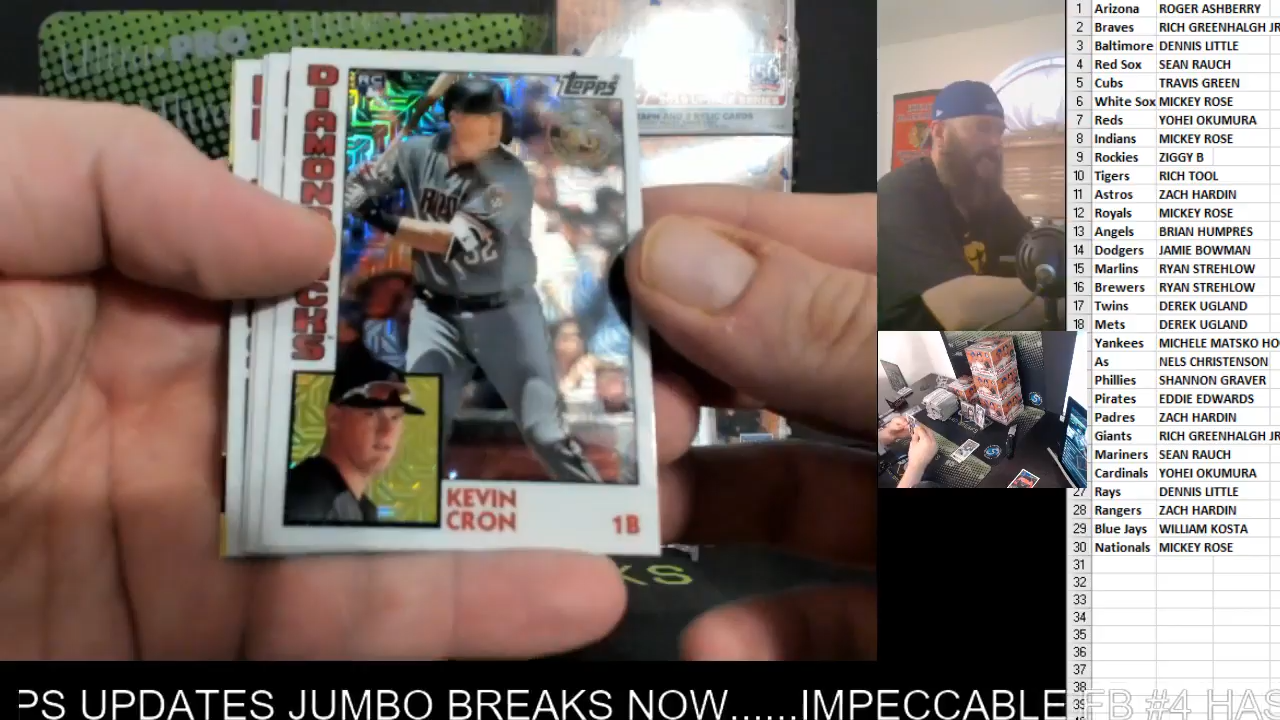 DIAMONDBACKS
RC
Topps
32
KEVIN
CRON
1B
150
1 Arizona ROGER ASHBERRY
2 Braves RICH GREENHALGH JR
3 Baltimore DENNIS LITTLE
4 Red Sox SEAN RAUCH
5 Cubs TRAVIS GREEN
6 White Sox MICKEY ROSE
7 Reds YOHEI OKUMURA
8 Indians MICKEY ROSE
9 Rockies ZIGGY B
10 Tigers RICH TOOL
11 Astros ZACH HARDIN
12 Royals MICKEY ROSE
13 Angels BRIAN HUMPRES
14 Dodgers JAMIE BOWMAN
15 Marlins RYAN STREHLOW
16 Brewers RYAN STREHLOW
17 Twins DEREK UGLAND
18 Mets DEREK UGLAND
Yankees MICHELE MATSKO HO
As NELS CHRISTENSON
Phillies SHANNON GRAVER
Pirates EDDIE EDWARDS
Padres ZACH HARDIN
Giants RICH GREENHALGH JR
Mariners SEAN RAUCH
Cardinals YOHEI OKUMURA
27 Rays DENNIS LITTLE
28 Rangers ZACH HARDIN
29 Blue Jays WILLIAM KOSTA
30 Nationals MICKEY ROSE
31
32
33
34
35
36
37
38
39
PS UPDATES JUMBO BREAKS NOW......IMPECCABLE FB #4 HAS